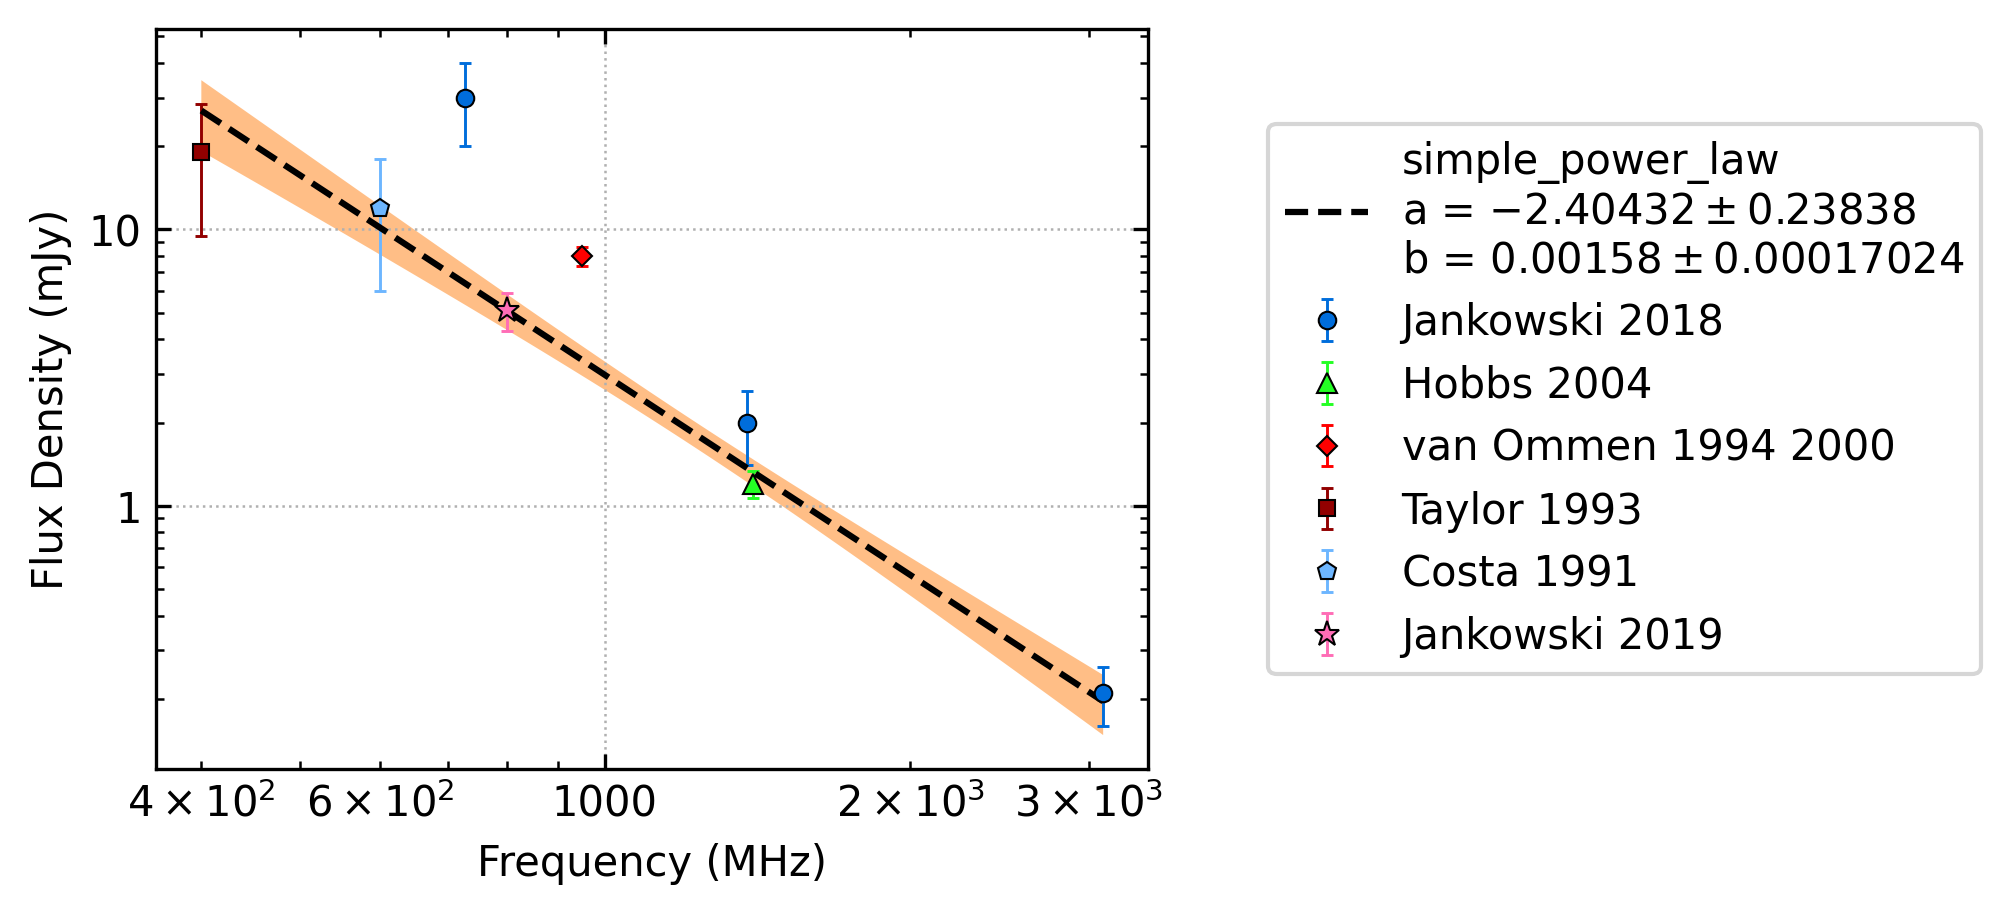 Flux Density (mJy)
10
1
4 × 10²
6 × 10²
1000
2 × 10³
3 × 10³
Frequency (MHz)
simple_power_law
a = −2.40432 ± 0.23838
b = 0.00158 ± 0.00017024
Jankowski 2018
Hobbs 2004
van Ommen 1994 2000
Taylor 1993
Costa 1991
Jankowski 2019